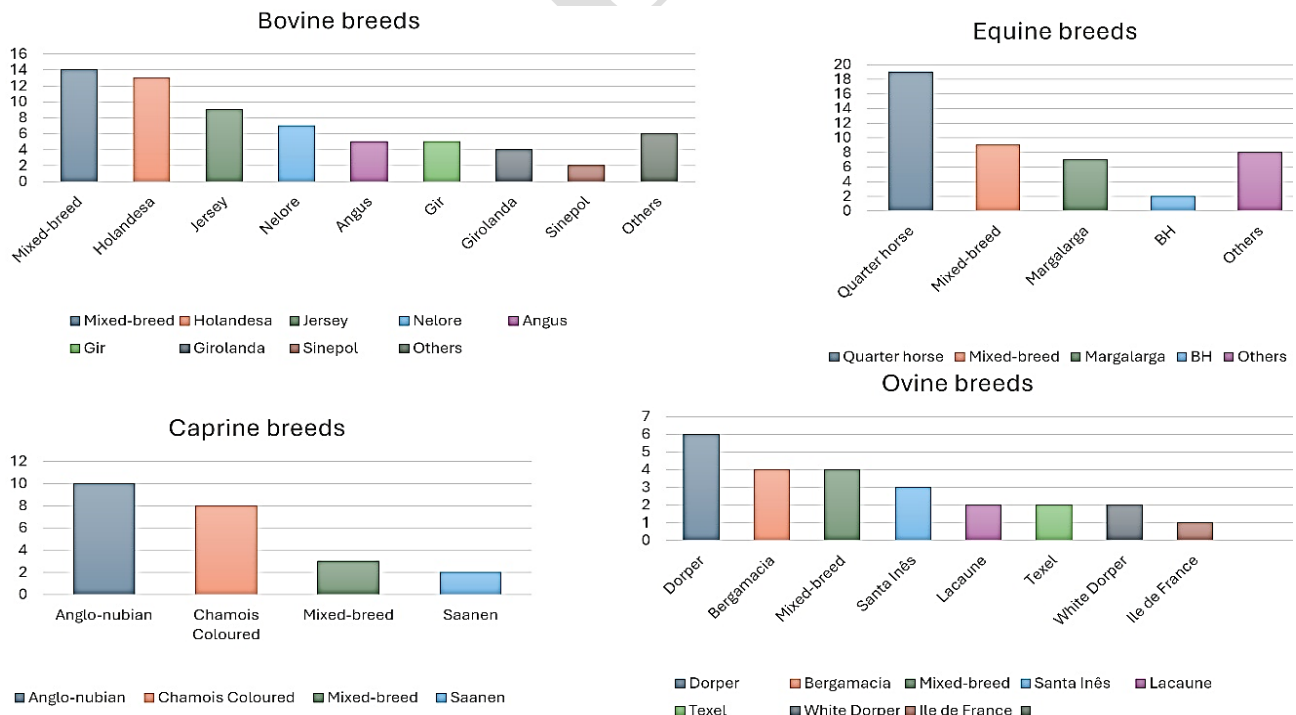 Bovine breeds
16
14
12
10
8
6
4
2
0
Mixed-breed
Holandesa
Jersey
Nelore
Angus
Gir
Girolanda
Sinepol
Others
Mixed-breed Holandesa Jersey Nelore Angus
Gir Girolanda Sinepol Others
Equine breeds
20
18
16
14
12
10
8
6
4
2
0
Quarter horse
Mixed-breed
Margalarga
BH
Others
Quarter horse Mixed-breed Margalarga BH Others
Caprine breeds
12
10
8
6
4
2
0
Anglo-nubian
Chamois
Coloured
Mixed-breed
Saanen
Anglo-nubian Chamois Coloured Mixed-breed Saanen
Ovine breeds
7
6
5
4
3
2
1
0
Dorper
Bergamacia
Mixed-breed
Santa Inês
Lacaune
Texel
White Dorper
Ile de France
Dorper Bergamacia Mixed-breed Santa Inês Lacaune
Texel White Dorper Ile de France